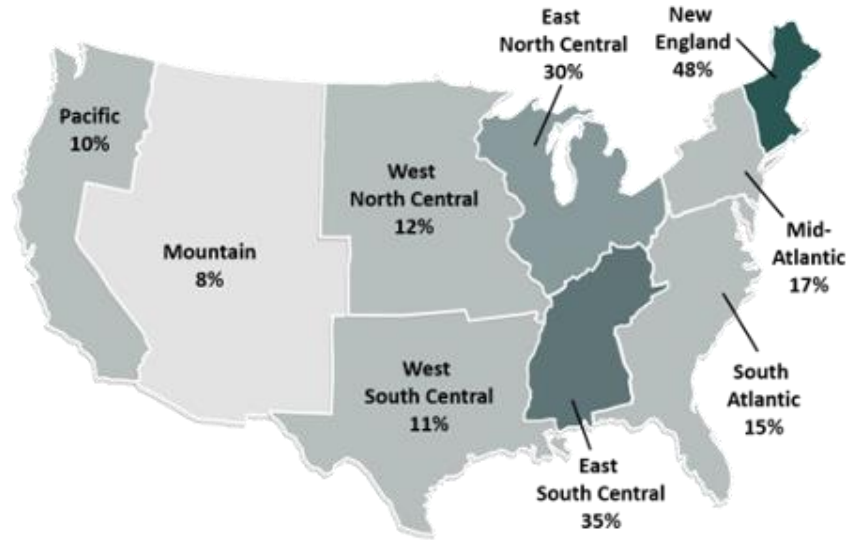 East
North Central
30%
New
England
48%
Pacific
10%
West
North Central
12%
Mountain
8%
Mid-
Atlantic
17%
West
South Central
11%
South
Atlantic
15%
East
South Central
35%